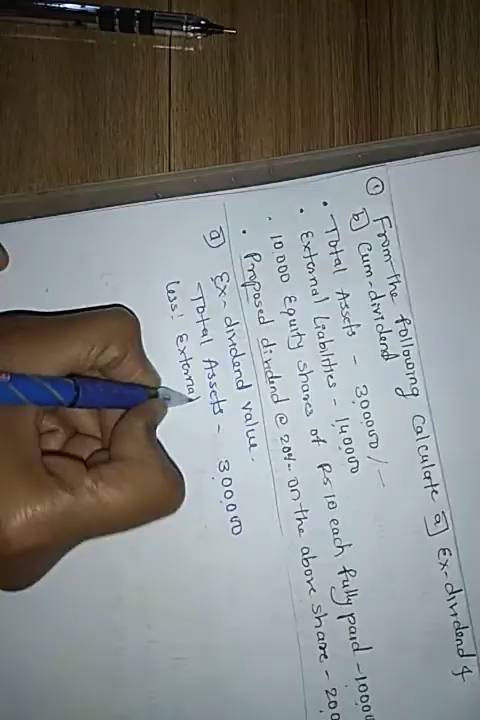 ① From the following calculate a] Ex-dividend &
b] Cum-dividend
• Total Assets - 3,00,000/-
• External Liabilities - 1,40,000
• 10,000 Equity shares of Rs 10 each fully paid - 1,00,00
• Proposed dividend @ 20% on the above share - 20,0
a] Ex-dividend value.
Total Assets - 3,00,000
Less: External